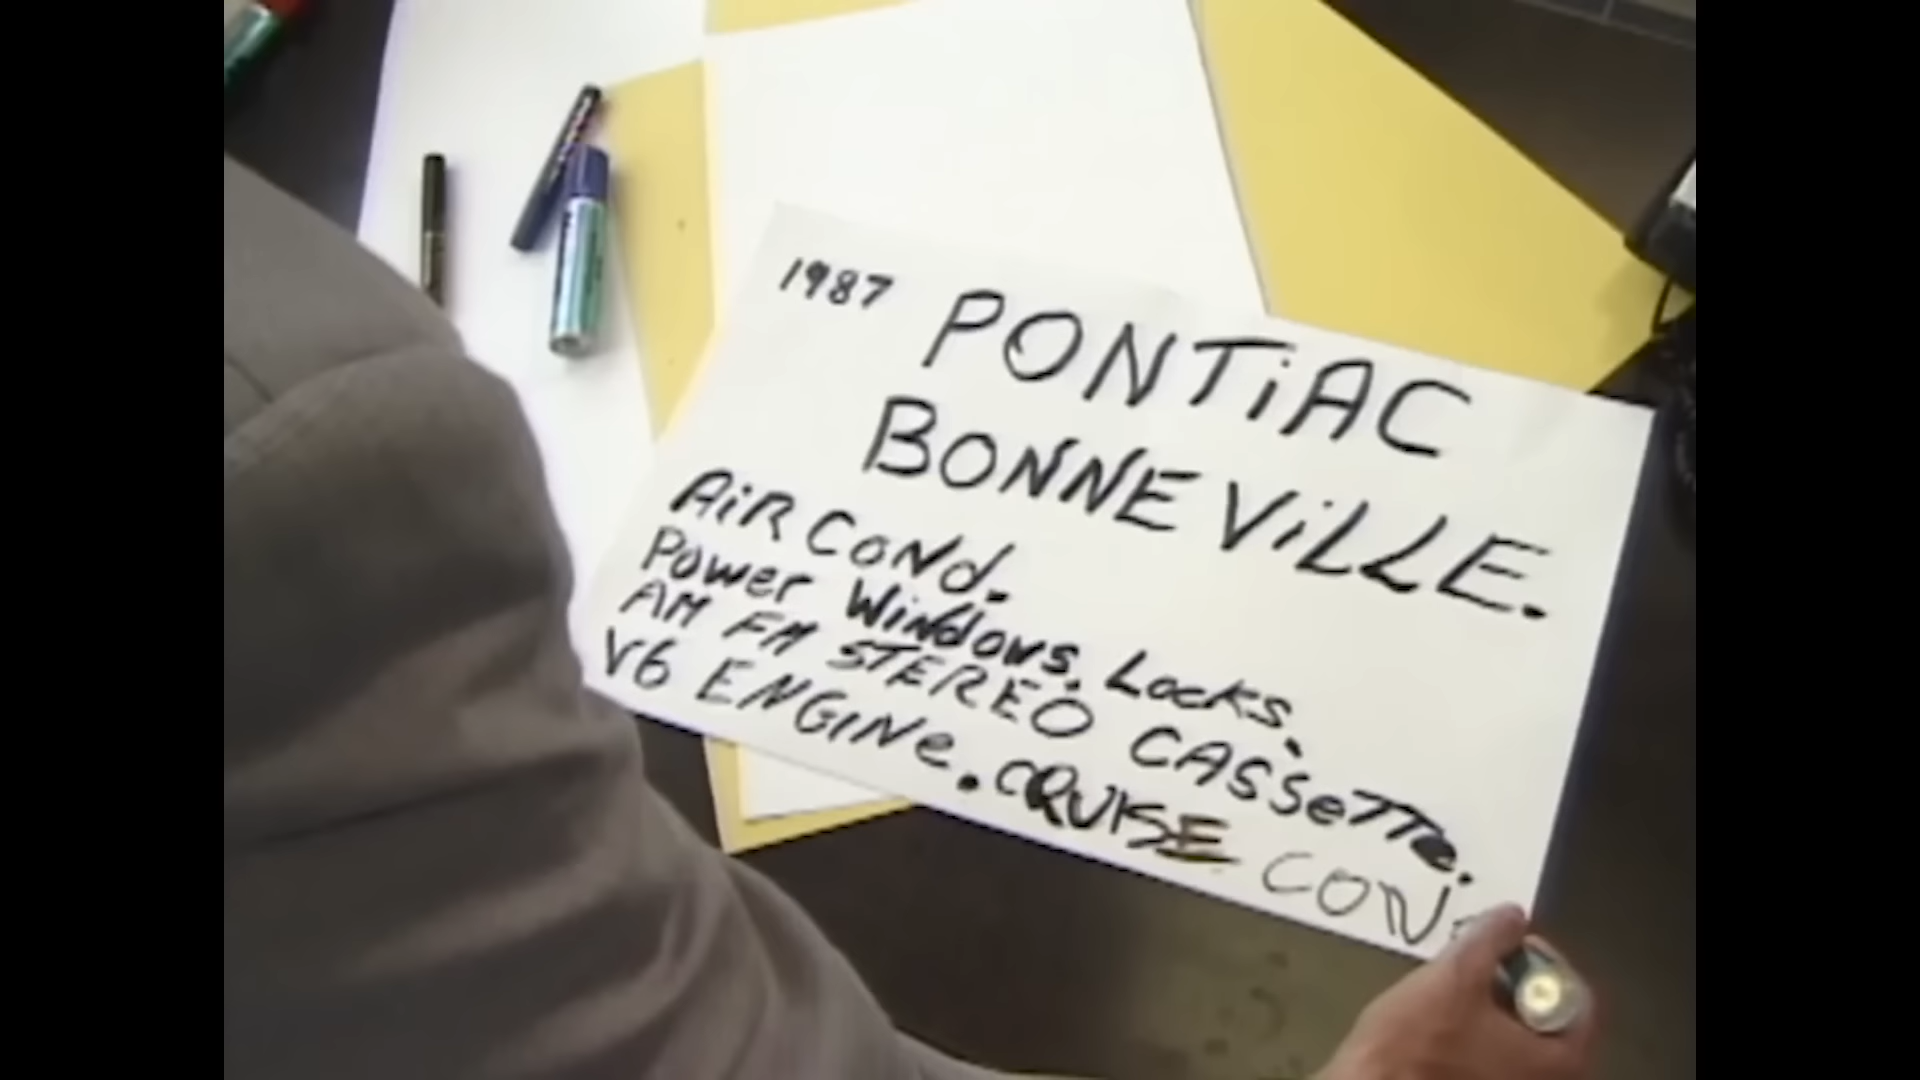 1987 PONTiAC
BONNEViLLE.
AiR COND.
Power Windows. Locks.
AM FM STEREO CASSeTTe.
V6 ENGINe. CRUISE CON